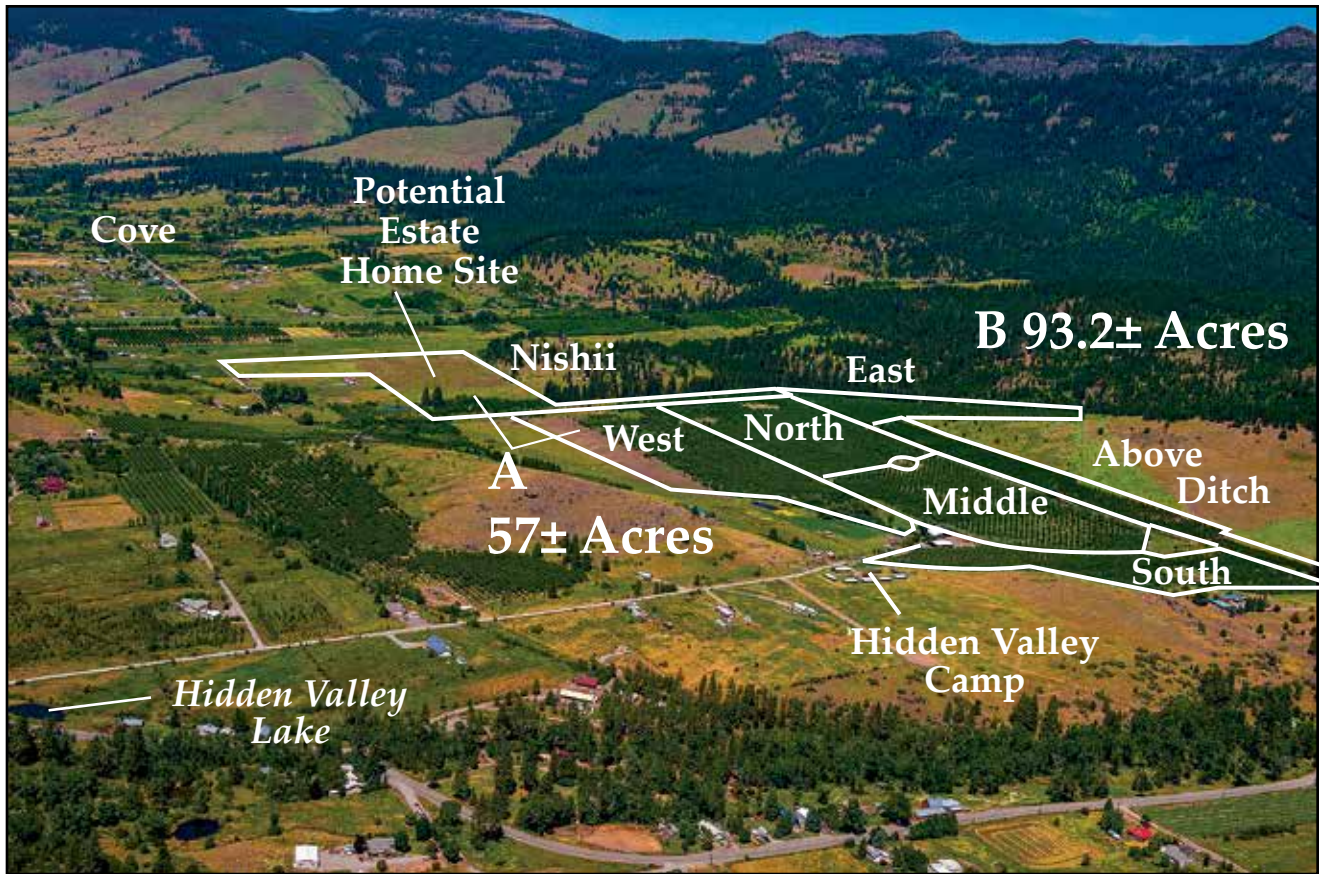 Potential
Estate
Home Site
Cove
B 93.2± Acres
Nishii
East
West
North
Above
Ditch
A
Middle
57± Acres
South
Hidden Valley
Camp
Hidden Valley
Lake